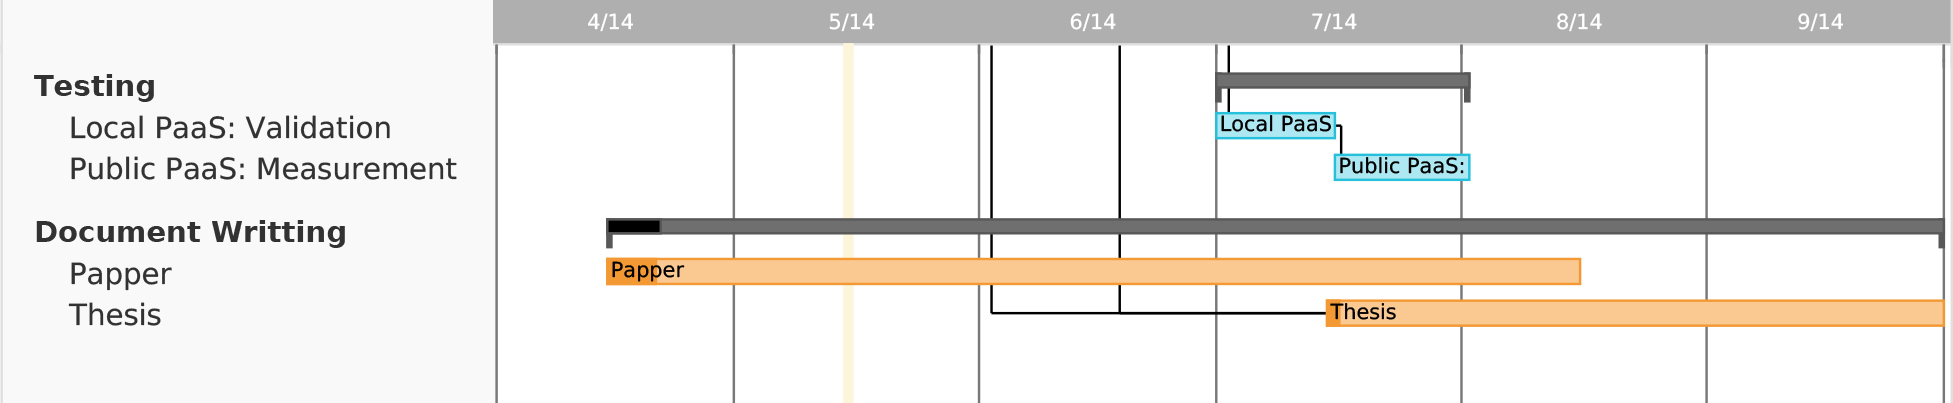 4/14 5/14 6/14 7/14 8/14 9/14
Testing
Local PaaS: Validation Local PaaS
Public PaaS: Measurement Public PaaS:
Document Writting
Papper Papper
Thesis Thesis